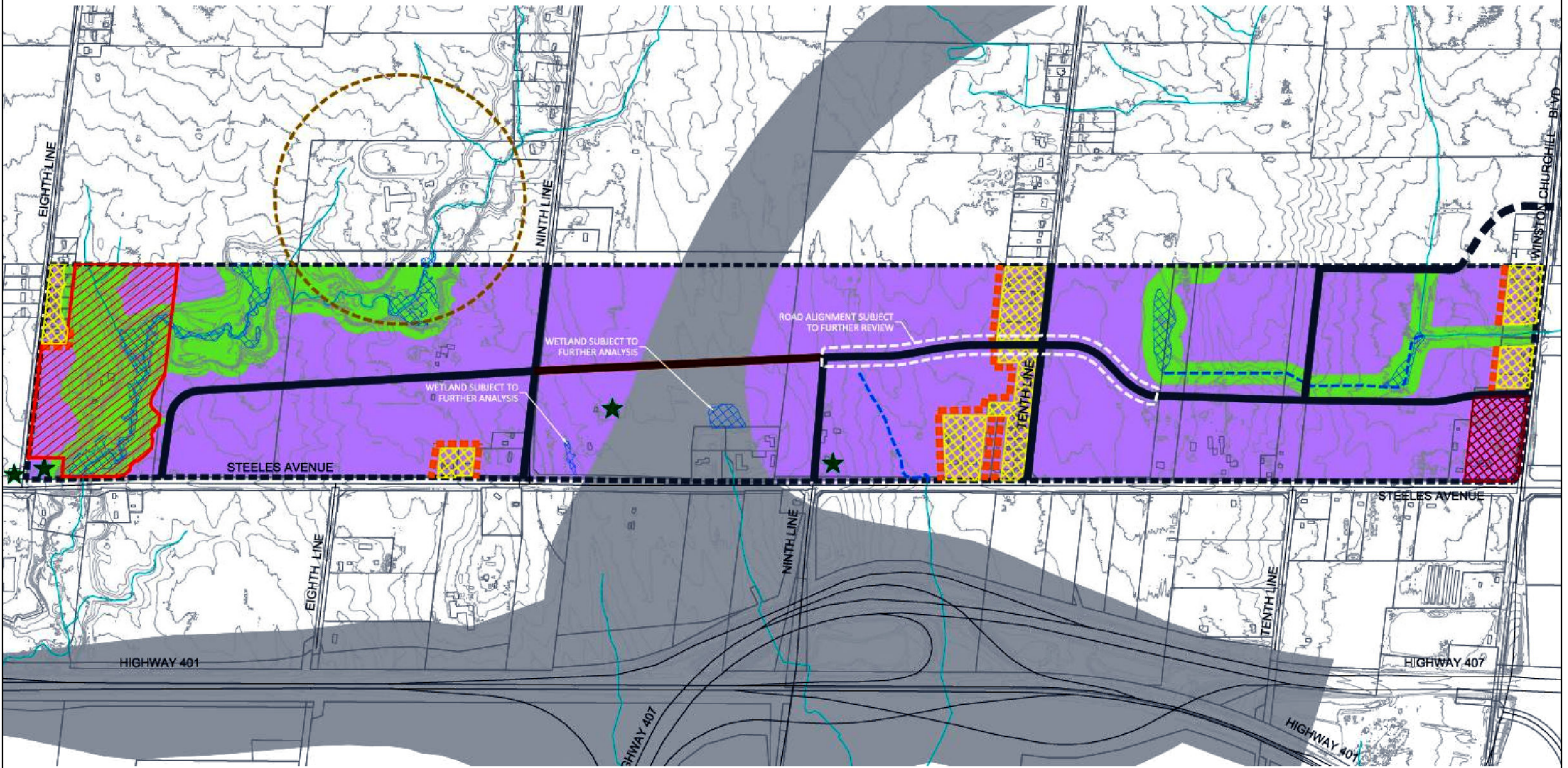 EIGHTH LINE
NINTH LINE
WINSTON CHURCHILL BLVD
ROAD ALIGNMENT SUBJECT
TO FURTHER REVIEW
WETLAND SUBJECT TO
FURTHER ANALYSIS
WETLAND SUBJECT TO
FURTHER ANALYSIS
TENTH LINE
STEELES AVENUE
STEELES AVENUE
EIGHTH LINE
NINTH LINE
TENTH LINE
HIGHWAY 401
HIGHWAY 407
HIGHWAY 407
HIGHWAY 401